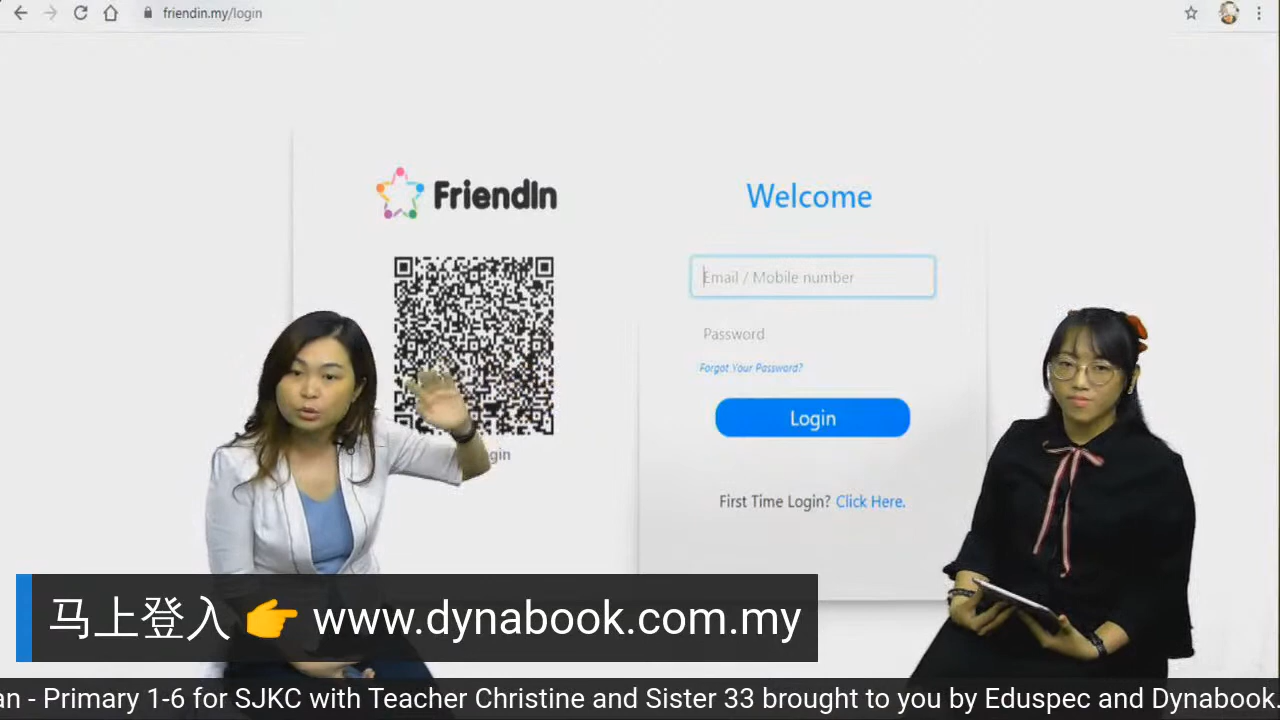 friendin.my/login
FriendIn
Welcome
Email / Mobile number
Password
Forgot Your Password?
Login
First Time Login? Click Here.
马上登入 👉 www.dynabook.com.my
- Primary 1-6 for SJKC with Teacher Christine and Sister 33 brought to you by Eduspec and Dynabook.